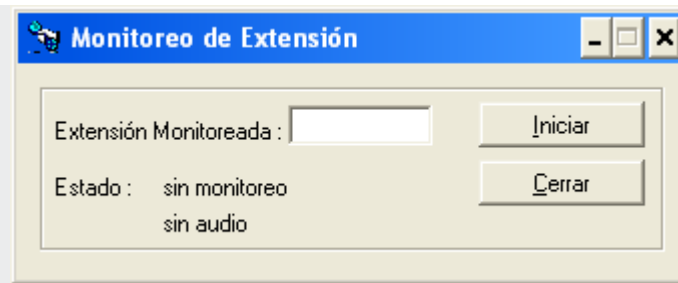 Monitoreo de Extensión
Extensión Monitoreada :
Iniciar
Estado : sin monitoreo
Cerrar
sin audio